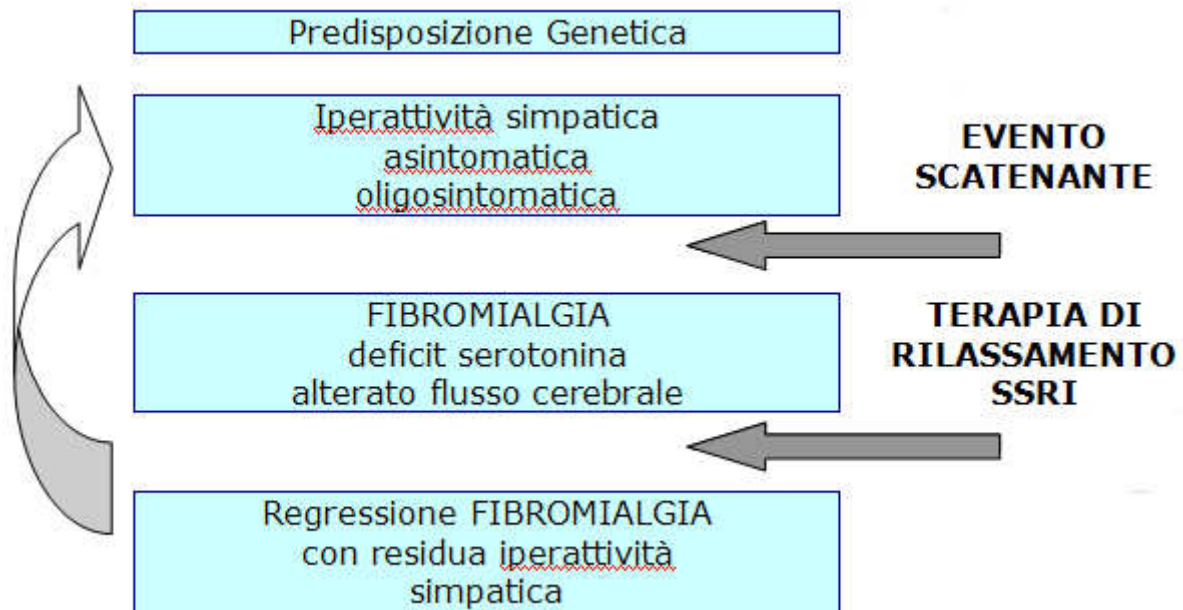 Predisposizione Genetica
Iperattività simpatica
asintomatica
oligosintomatica
EVENTO
SCATENANTE
FIBROMIALGIA
deficit serotonina
alterato flusso cerebrale
TERAPIA DI
RILASSAMENTO
SSRI
Regressione FIBROMIALGIA
con residua iperattività
simpatica